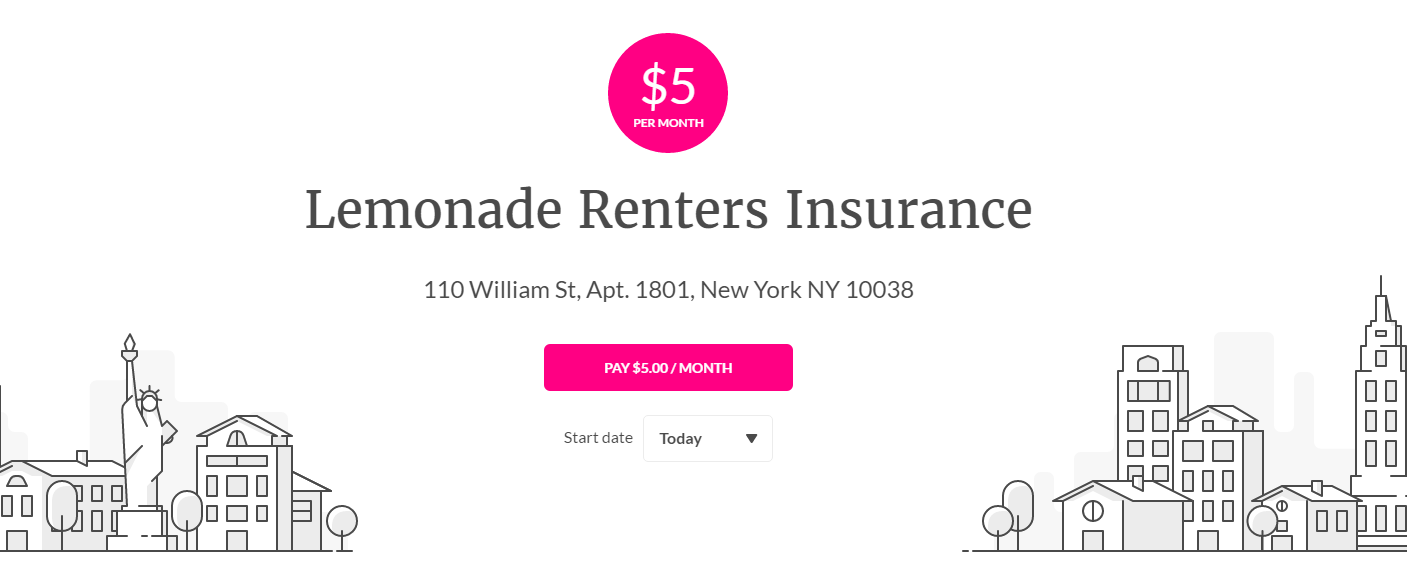 $5
PER MONTH
Lemonade Renters Insurance
110 William St, Apt. 1801, New York NY 10038
PAY $5.00 / MONTH
Start date Today